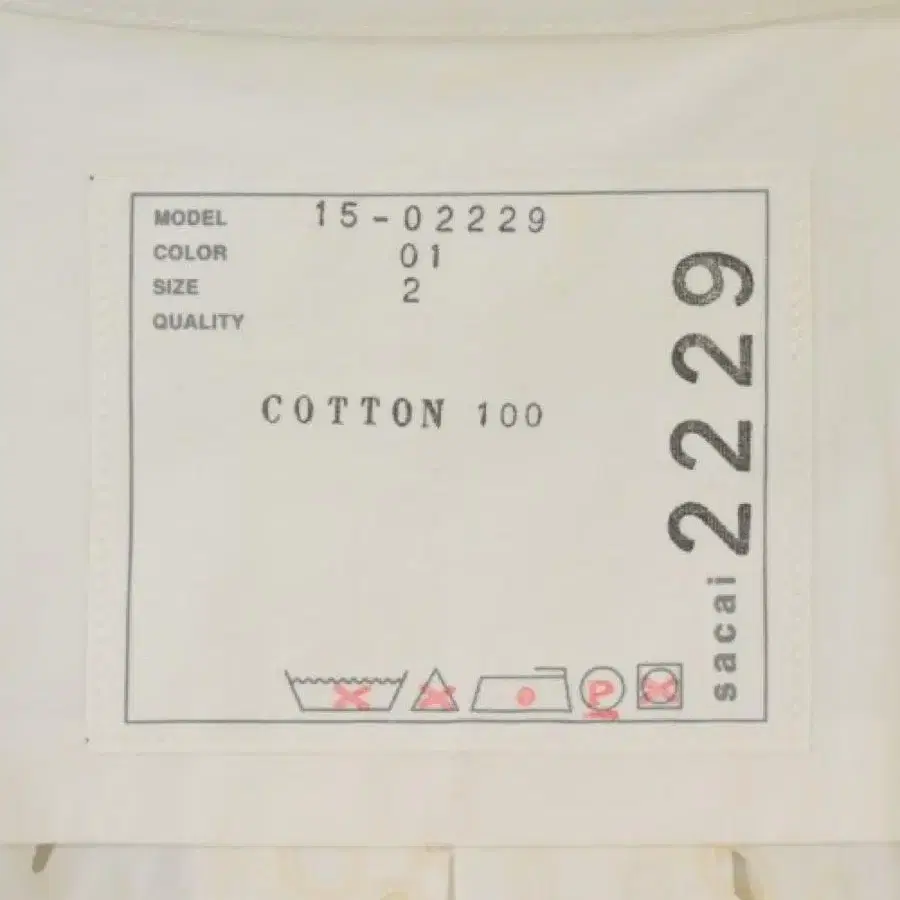 MODEL 15-02229
COLOR 01
SIZE 2
QUALITY
COTTON 100
P
sacai 2229